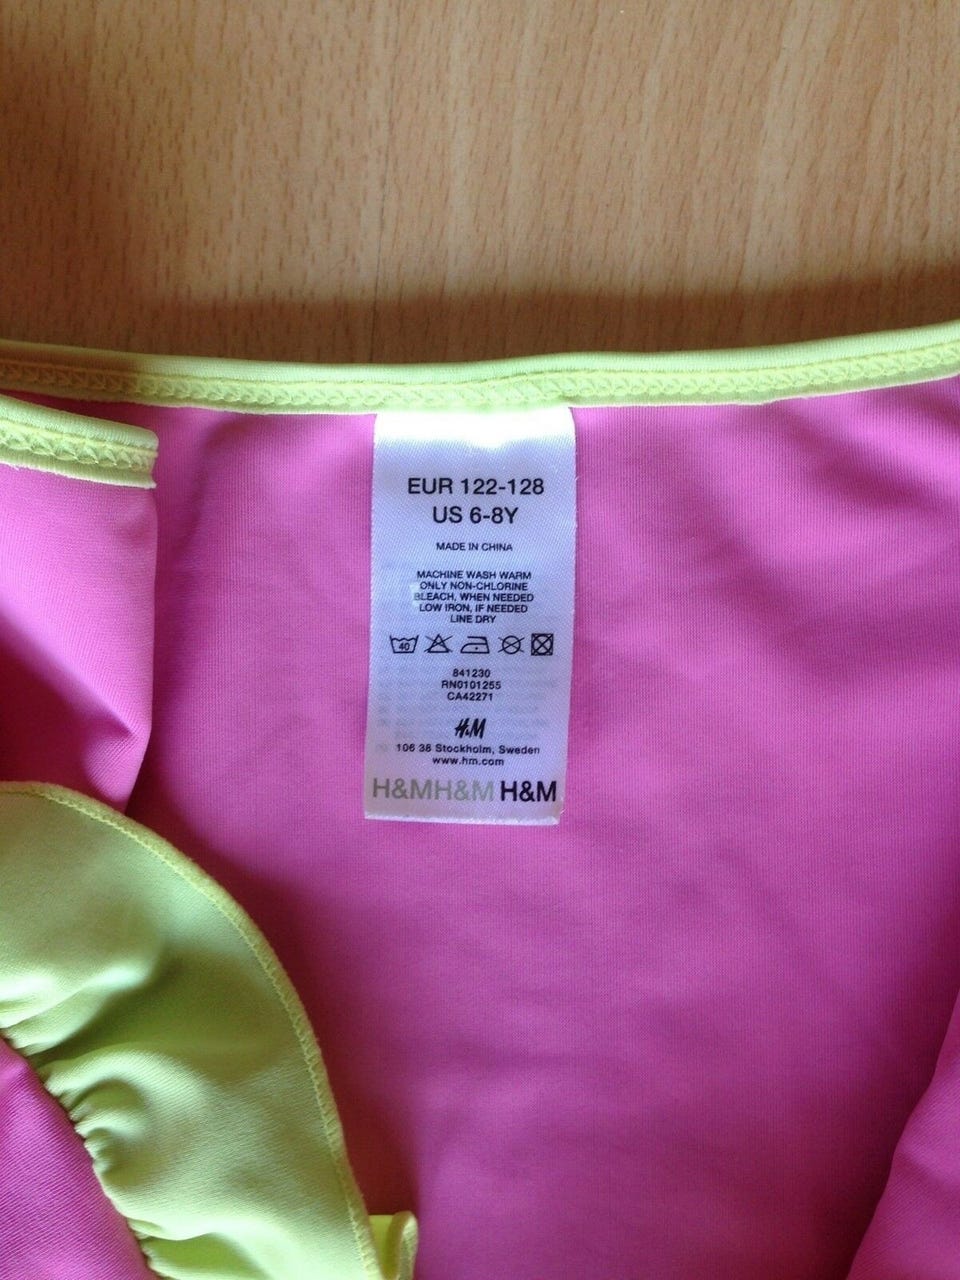 EUR 122-128
US 6-8Y
MADE IN CHINA
MACHINE WASH WARM
ONLY NON-CHLORINE
BLEACH, WHEN NEEDED
LOW IRON, IF NEEDED
LINE DRY
40
841230
RN0101255
CA42271
H&M
106 38 Stockholm, Sweden
www.hm.com
H&MH&M H&M